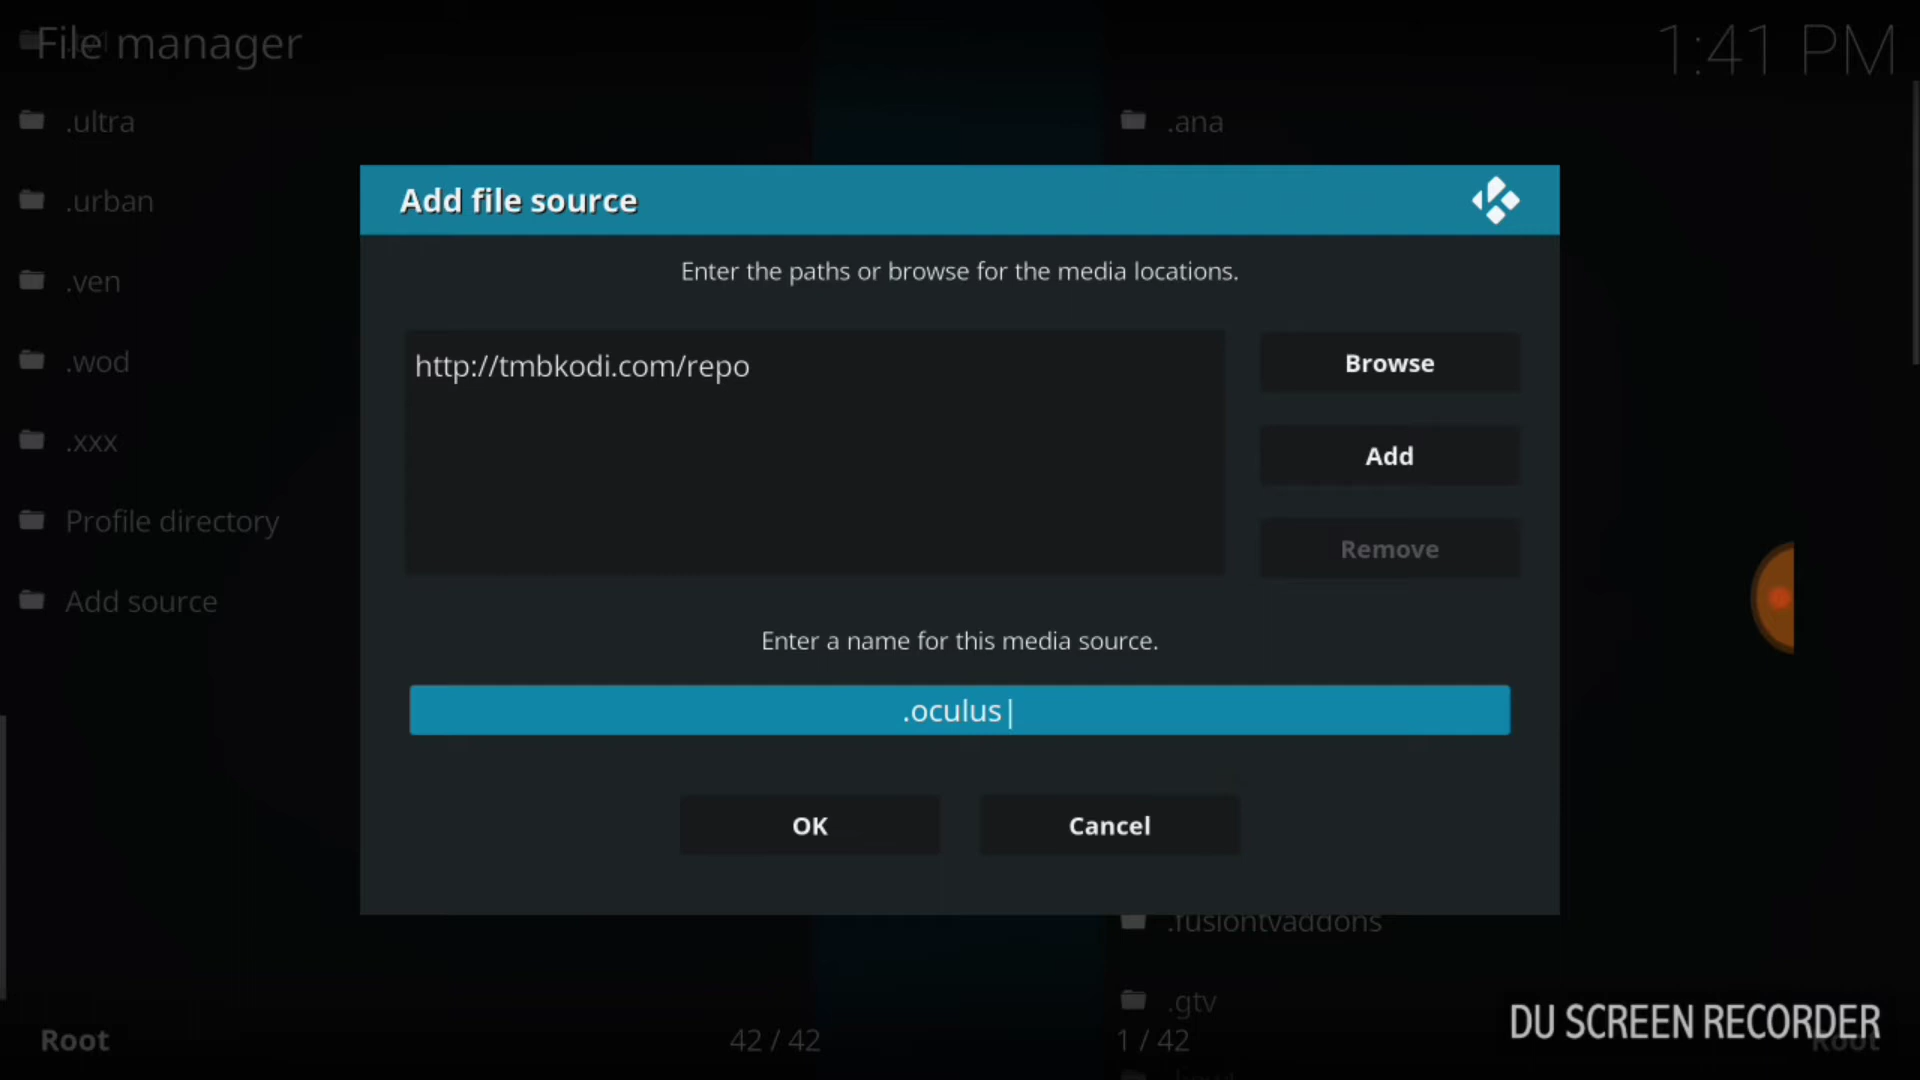 File manager
1:41 PM
.ultra
.ana
.urban
.ven
.wod
.xxx
Profile directory
Add source
Add file source
Enter the paths or browse for the media locations.
http://tmbkodi.com/repo
Browse
Add
Remove
Enter a name for this media source.
.oculus|
OK
Cancel
.fusiontvaddons
.gtv
Root
42 / 42
1 / 42
Root
DU SCREEN RECORDER